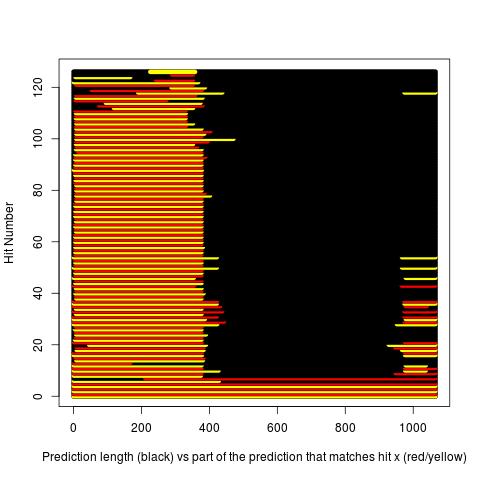 120
100
80
60
40
20
0
Hit Number
0 200 400 600 800 1000
Prediction length (black) vs part of the prediction that matches hit x (red/yellow)